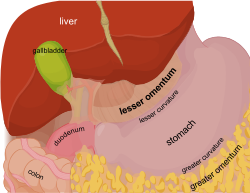 liver
gallbladder
lesser omentum
lesser curvature
stomach
duodenum
greater curvature
colon
greater omentum